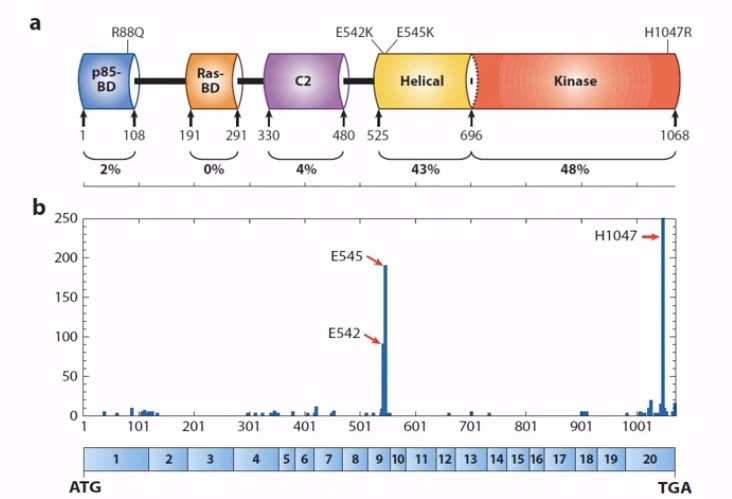 a
R88Q E542K E545K H1047R
p85-BD Ras-BD C2 Helical Kinase
1 108 191 291 330 480 525 696 1068
2% 0% 4% 43% 48%
b
250
200
150
100
50
0
H1047
E545
E542
1 101 201 301 401 501 601 701 801 901 1001
1 2 3 4 5 6 7 8 9 10 11 12 13 14 15 16 17 18 19 20
ATG TGA